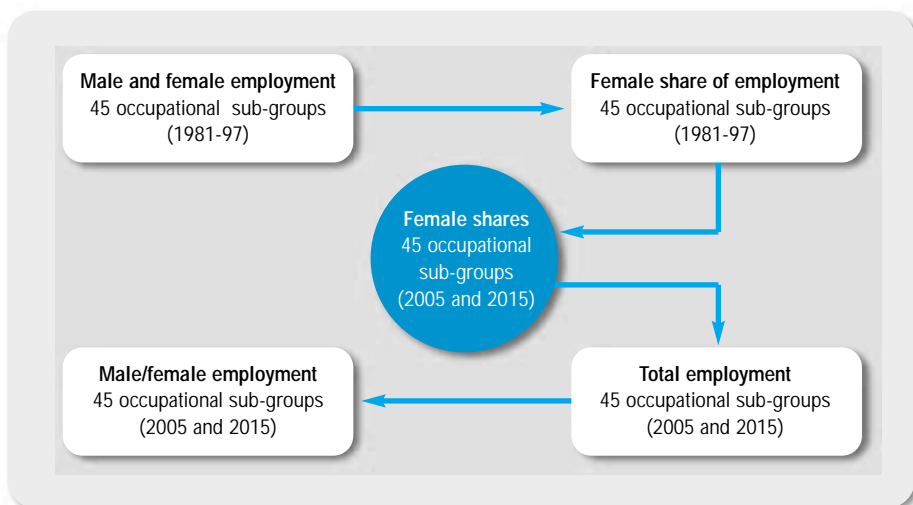 Male and female employment
45 occupational sub-groups
(1981-97)
Female share of employment
45 occupational sub-groups
(1981-97)
Female shares
45 occupational
sub-groups
(2005 and 2015)
Male/female employment
45 occupational sub-groups
(2005 and 2015)
Total employment
45 occupational sub-groups
(2005 and 2015)